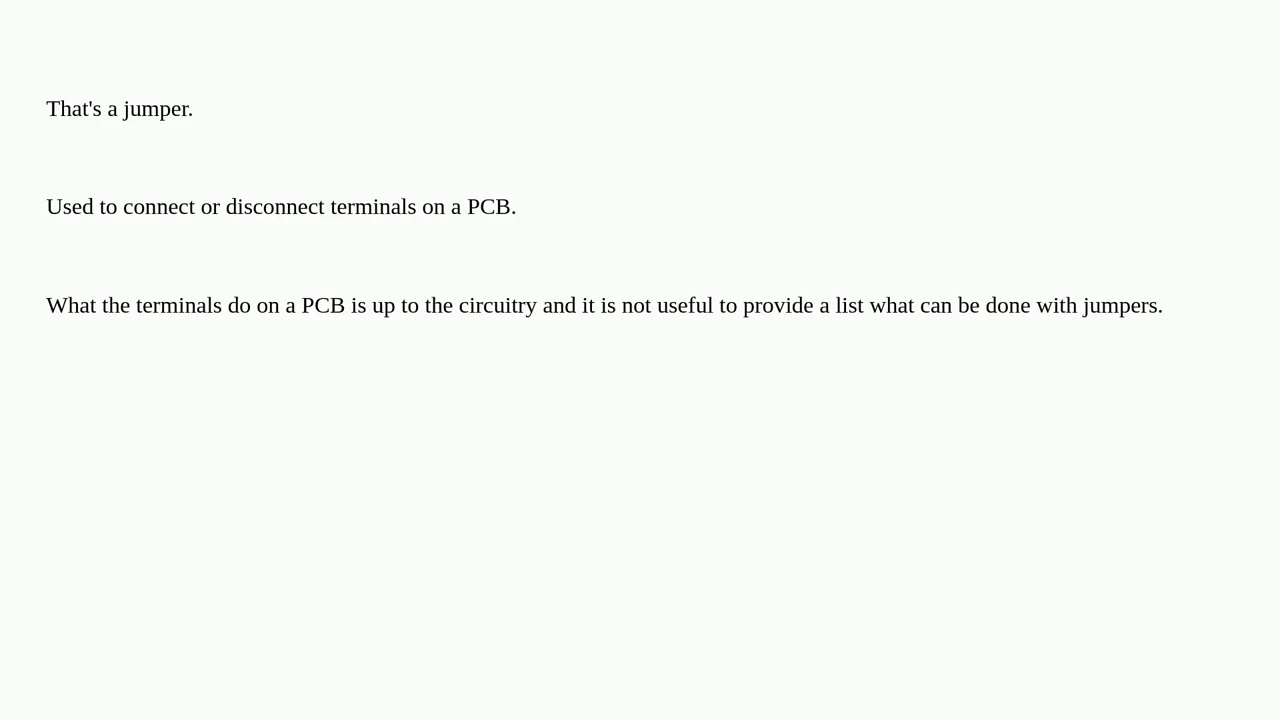 That's a jumper.
Used to connect or disconnect terminals on a PCB.
What the terminals do on a PCB is up to the circuitry and it is not useful to provide a list what can be done with jumpers.